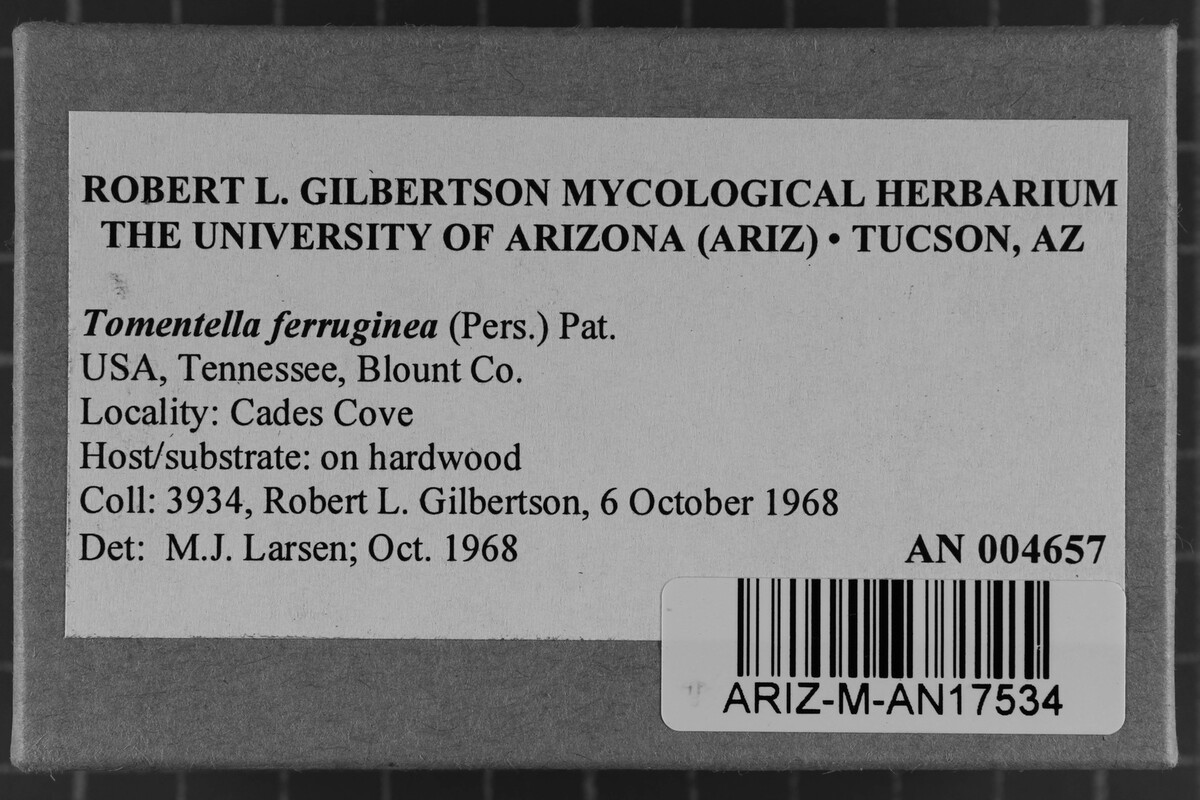 ROBERT L. GILBERTSON MYCOLOGICAL HERBARIUM
THE UNIVERSITY OF ARIZONA (ARIZ) • TUCSON, AZ
Tomentella ferruginea (Pers.) Pat.
USA, Tennessee, Blount Co.
Locality: Cades Cove
Host/substrate: on hardwood
Coll: 3934, Robert L. Gilbertson, 6 October 1968
Det: M.J. Larsen; Oct. 1968
AN 004657
ARIZ-M-AN17534